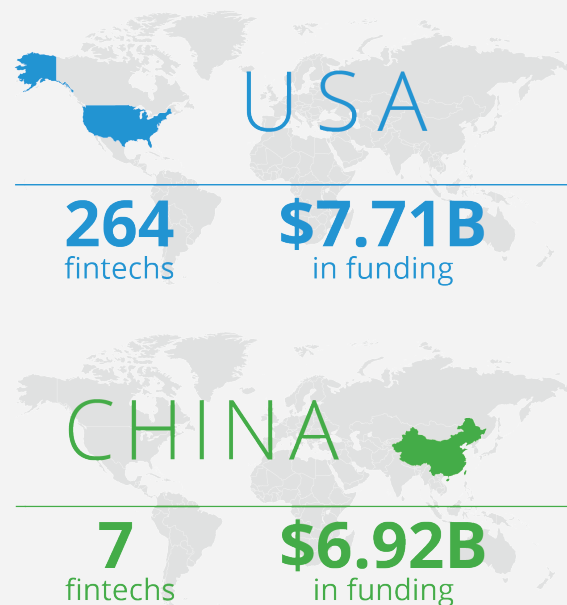 USA
264 $7.71B
fintechs in funding
CHINA
7 $6.92B
fintechs in funding